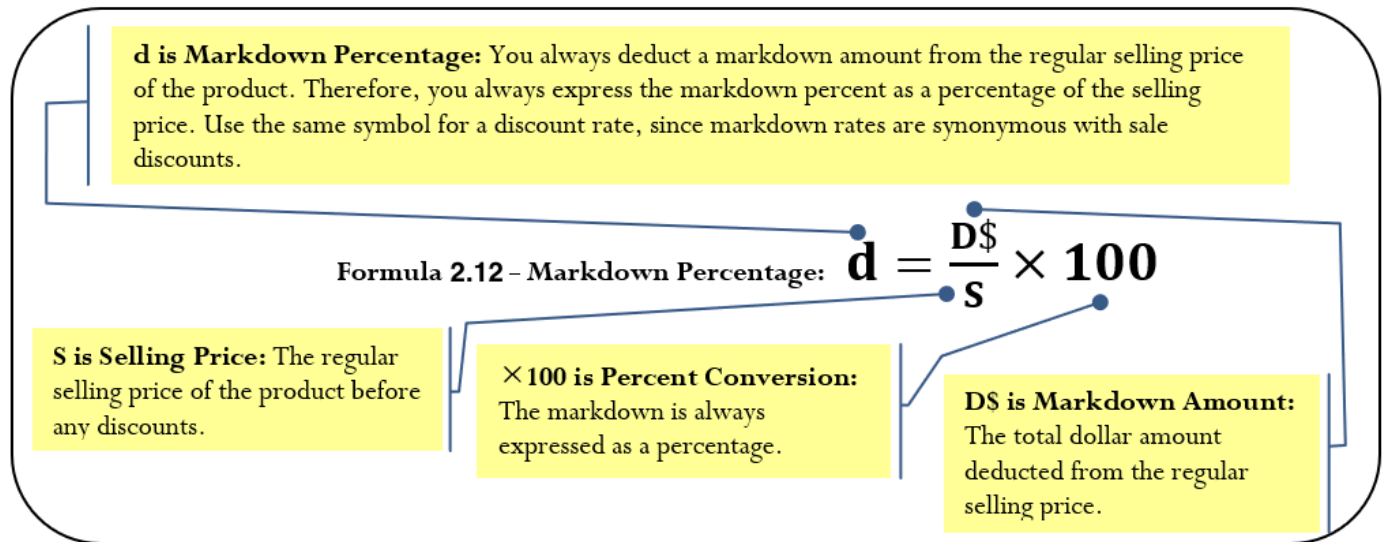 d is Markdown Percentage: You always deduct a markdown amount from the regular selling price
of the product. Therefore, you always express the markdown percent as a percentage of the selling
price. Use the same symbol for a discount rate, since markdown rates are synonymous with sale
discounts.
Formula 2.12 – Markdown Percentage: d = D$/S × 100
S is Selling Price: The regular
selling price of the product before
any discounts.
×100 is Percent Conversion:
The markdown is always
expressed as a percentage.
D$ is Markdown Amount:
The total dollar amount
deducted from the regular
selling price.